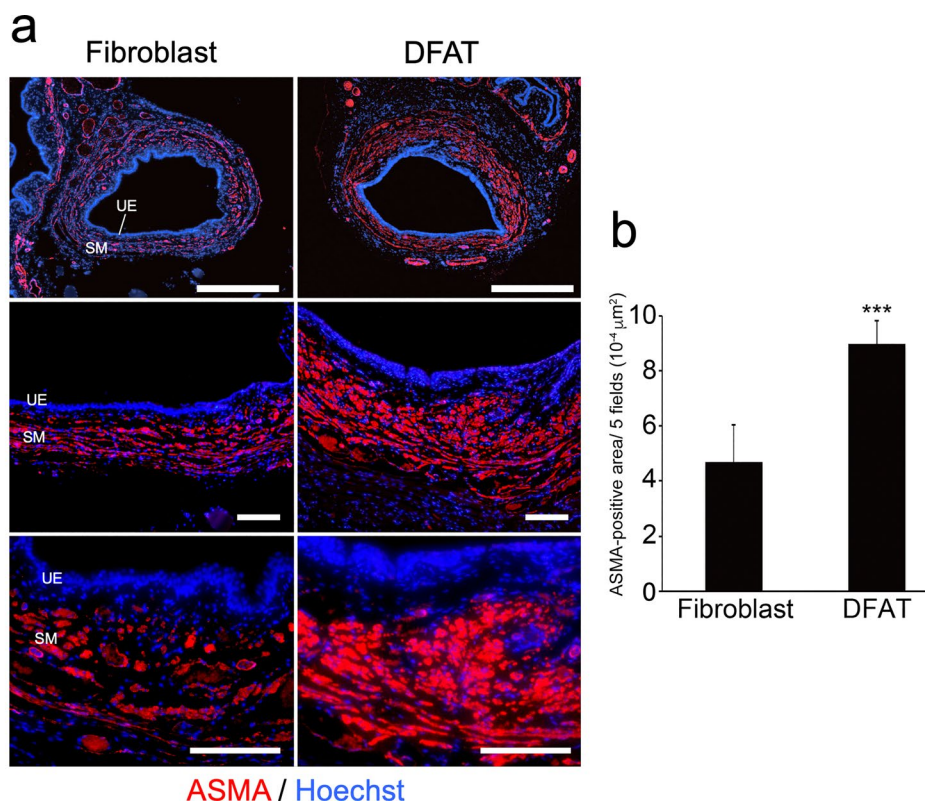 a
Fibroblast DFAT
UE
SM
UE
SM
UE
SM
ASMA / Hoechst
b
ASMA-positive area/ 5 fields (10⁻⁴ μm²)
10
8
6
4
2
0
***
Fibroblast DFAT